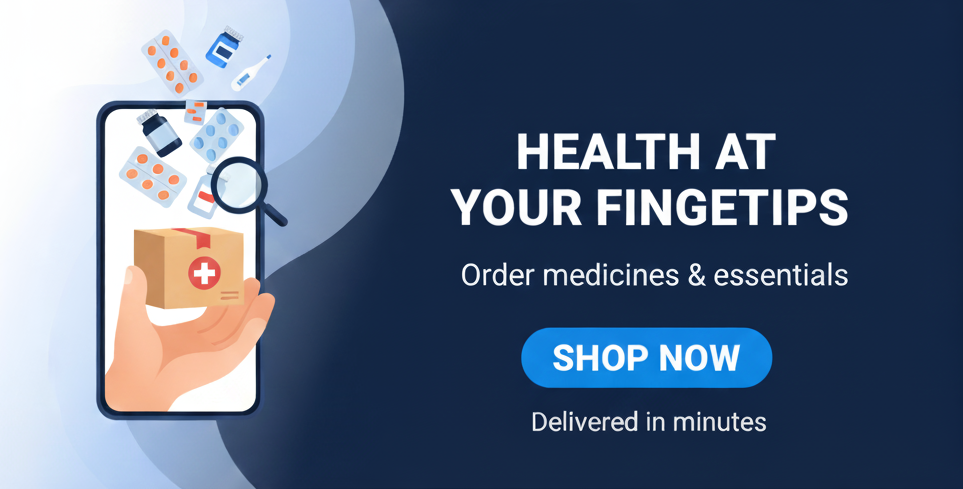 HEALTH AT
YOUR FINGETIPS
Order medicines & essentials
SHOP NOW
Delivered in minutes